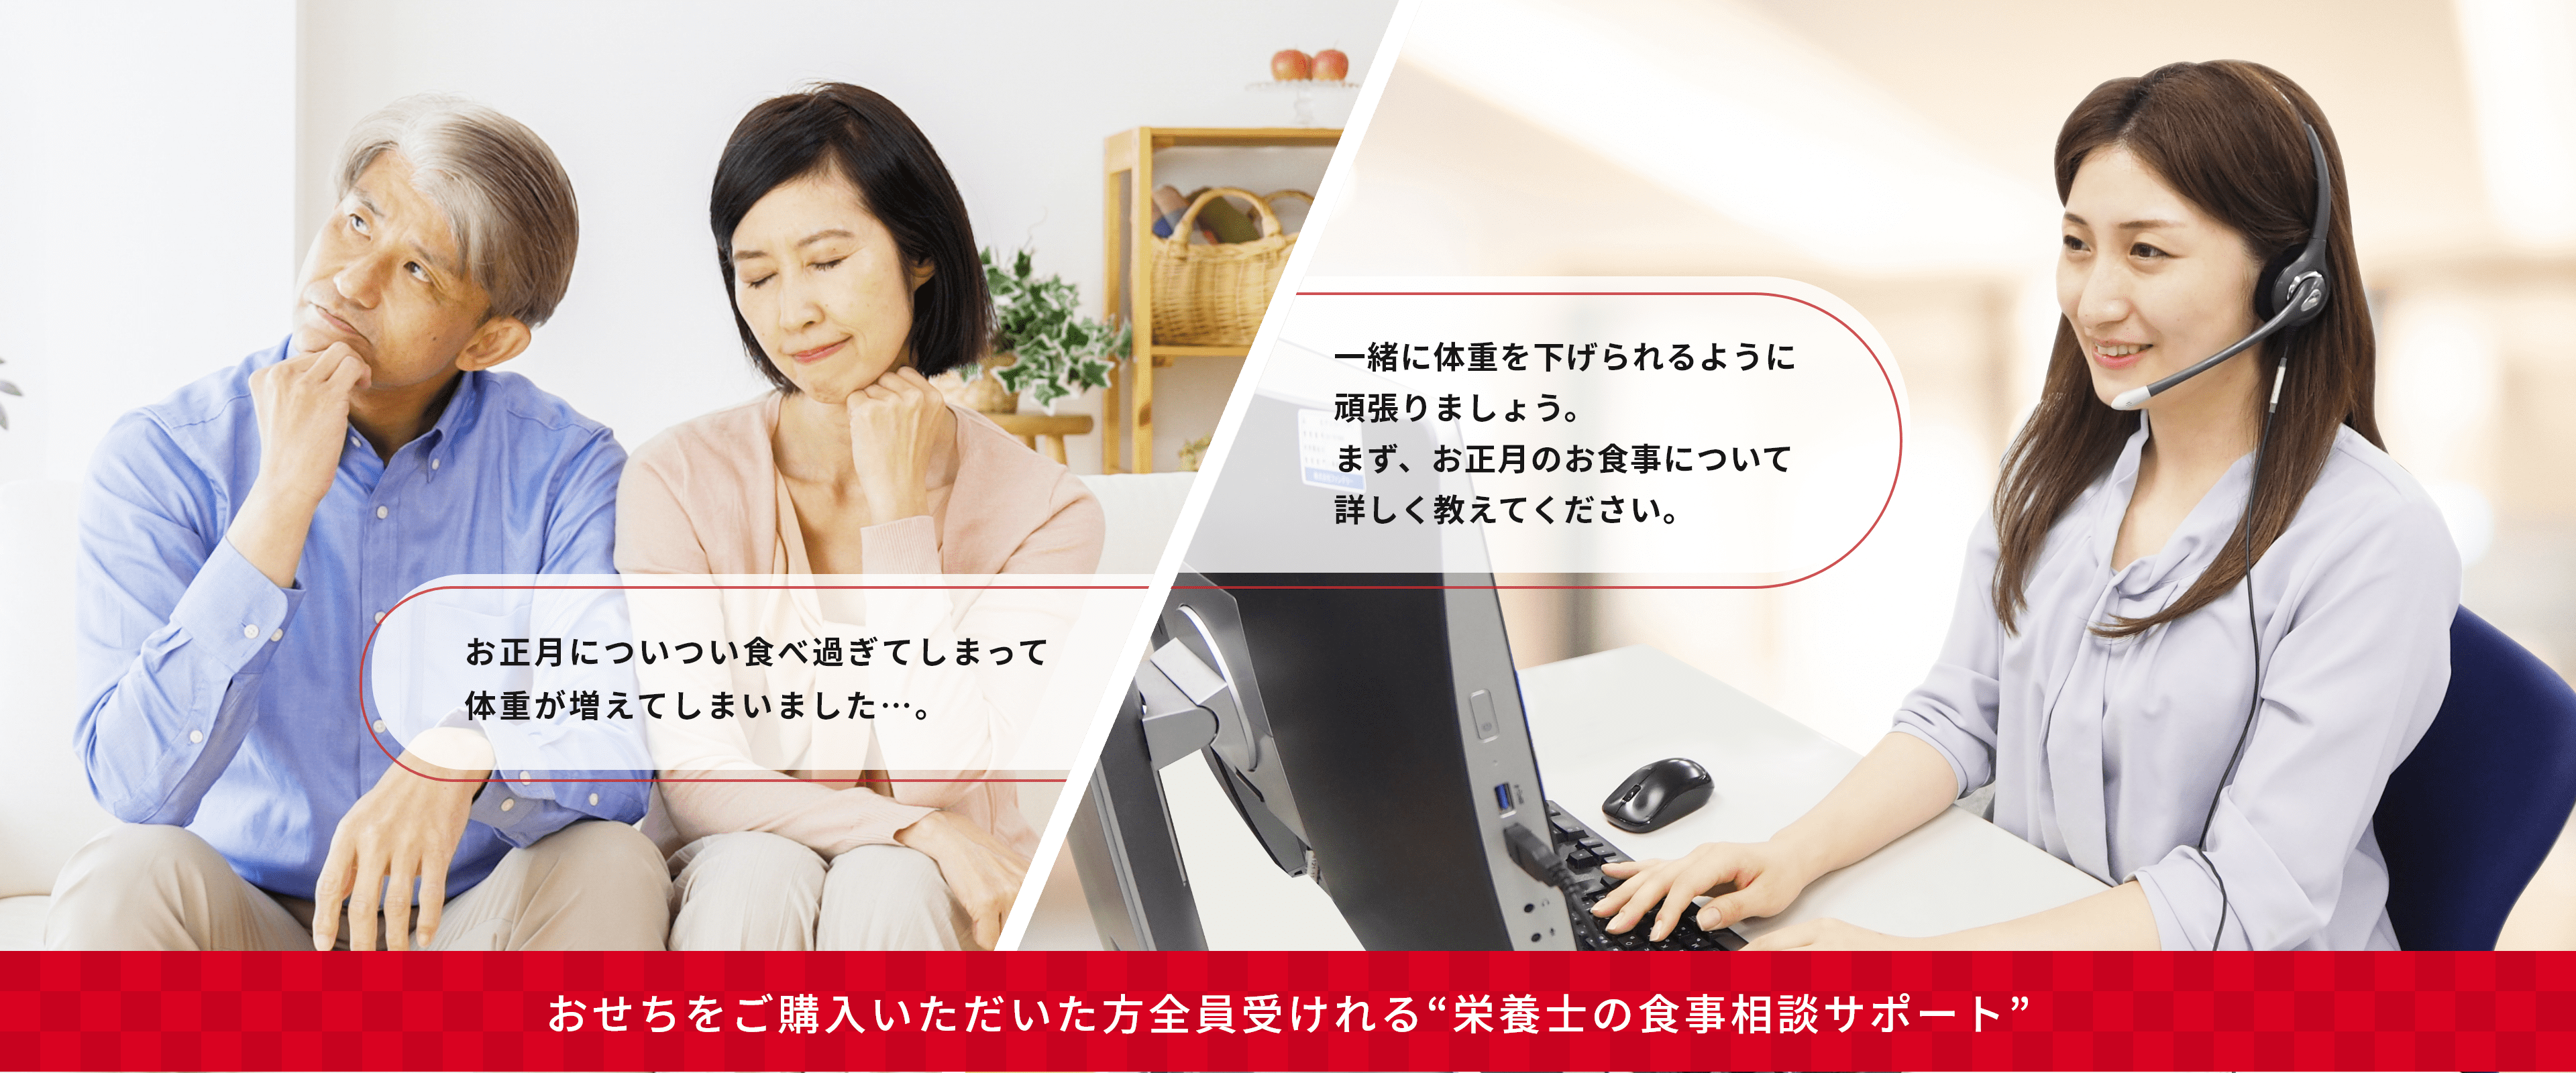 お正月についつい食べ過ぎてしまって
体重が増えてしまいました…。
一緒に体重を下げられるように
頑張りましょう。
まず、お正月のお食事について
詳しく教えてください。
おせちをご購入いただいた方全員受けれる“栄養士の食事相談サポート”